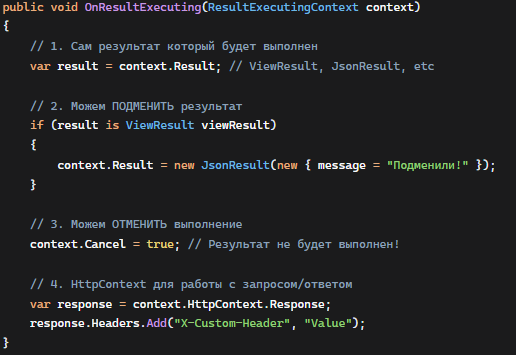 public void OnResultExecuting(ResultExecutingContext context)
{
    // 1. Сам результат который будет выполнен
    var result = context.Result; // ViewResult, JsonResult, etc
    // 2. Можем ПОДМЕНИТЬ результат
    if (result is ViewResult viewResult)
    {
        context.Result = new JsonResult(new { message = "Подменили!" });
    }
    // 3. Можем ОТМЕНИТЬ выполнение
    context.Cancel = true; // Результат не будет выполнен!
    // 4. HttpContext для работы с запросом/ответом
    var response = context.HttpContext.Response;
    response.Headers.Add("X-Custom-Header", "Value");
}